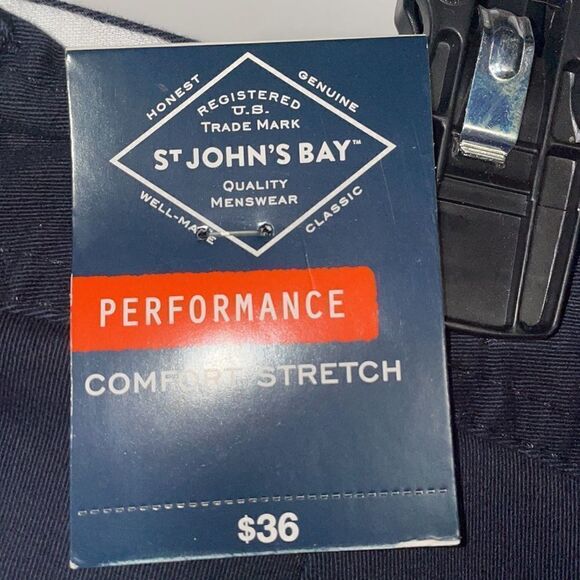 HONEST
GENUINE
REGISTERED
U.S.
TRADE MARK
ST JOHN'S BAY™
QUALITY
MENSWEAR
WELL-MADE
CLASSIC
PERFORMANCE
COMFORT STRETCH
$36